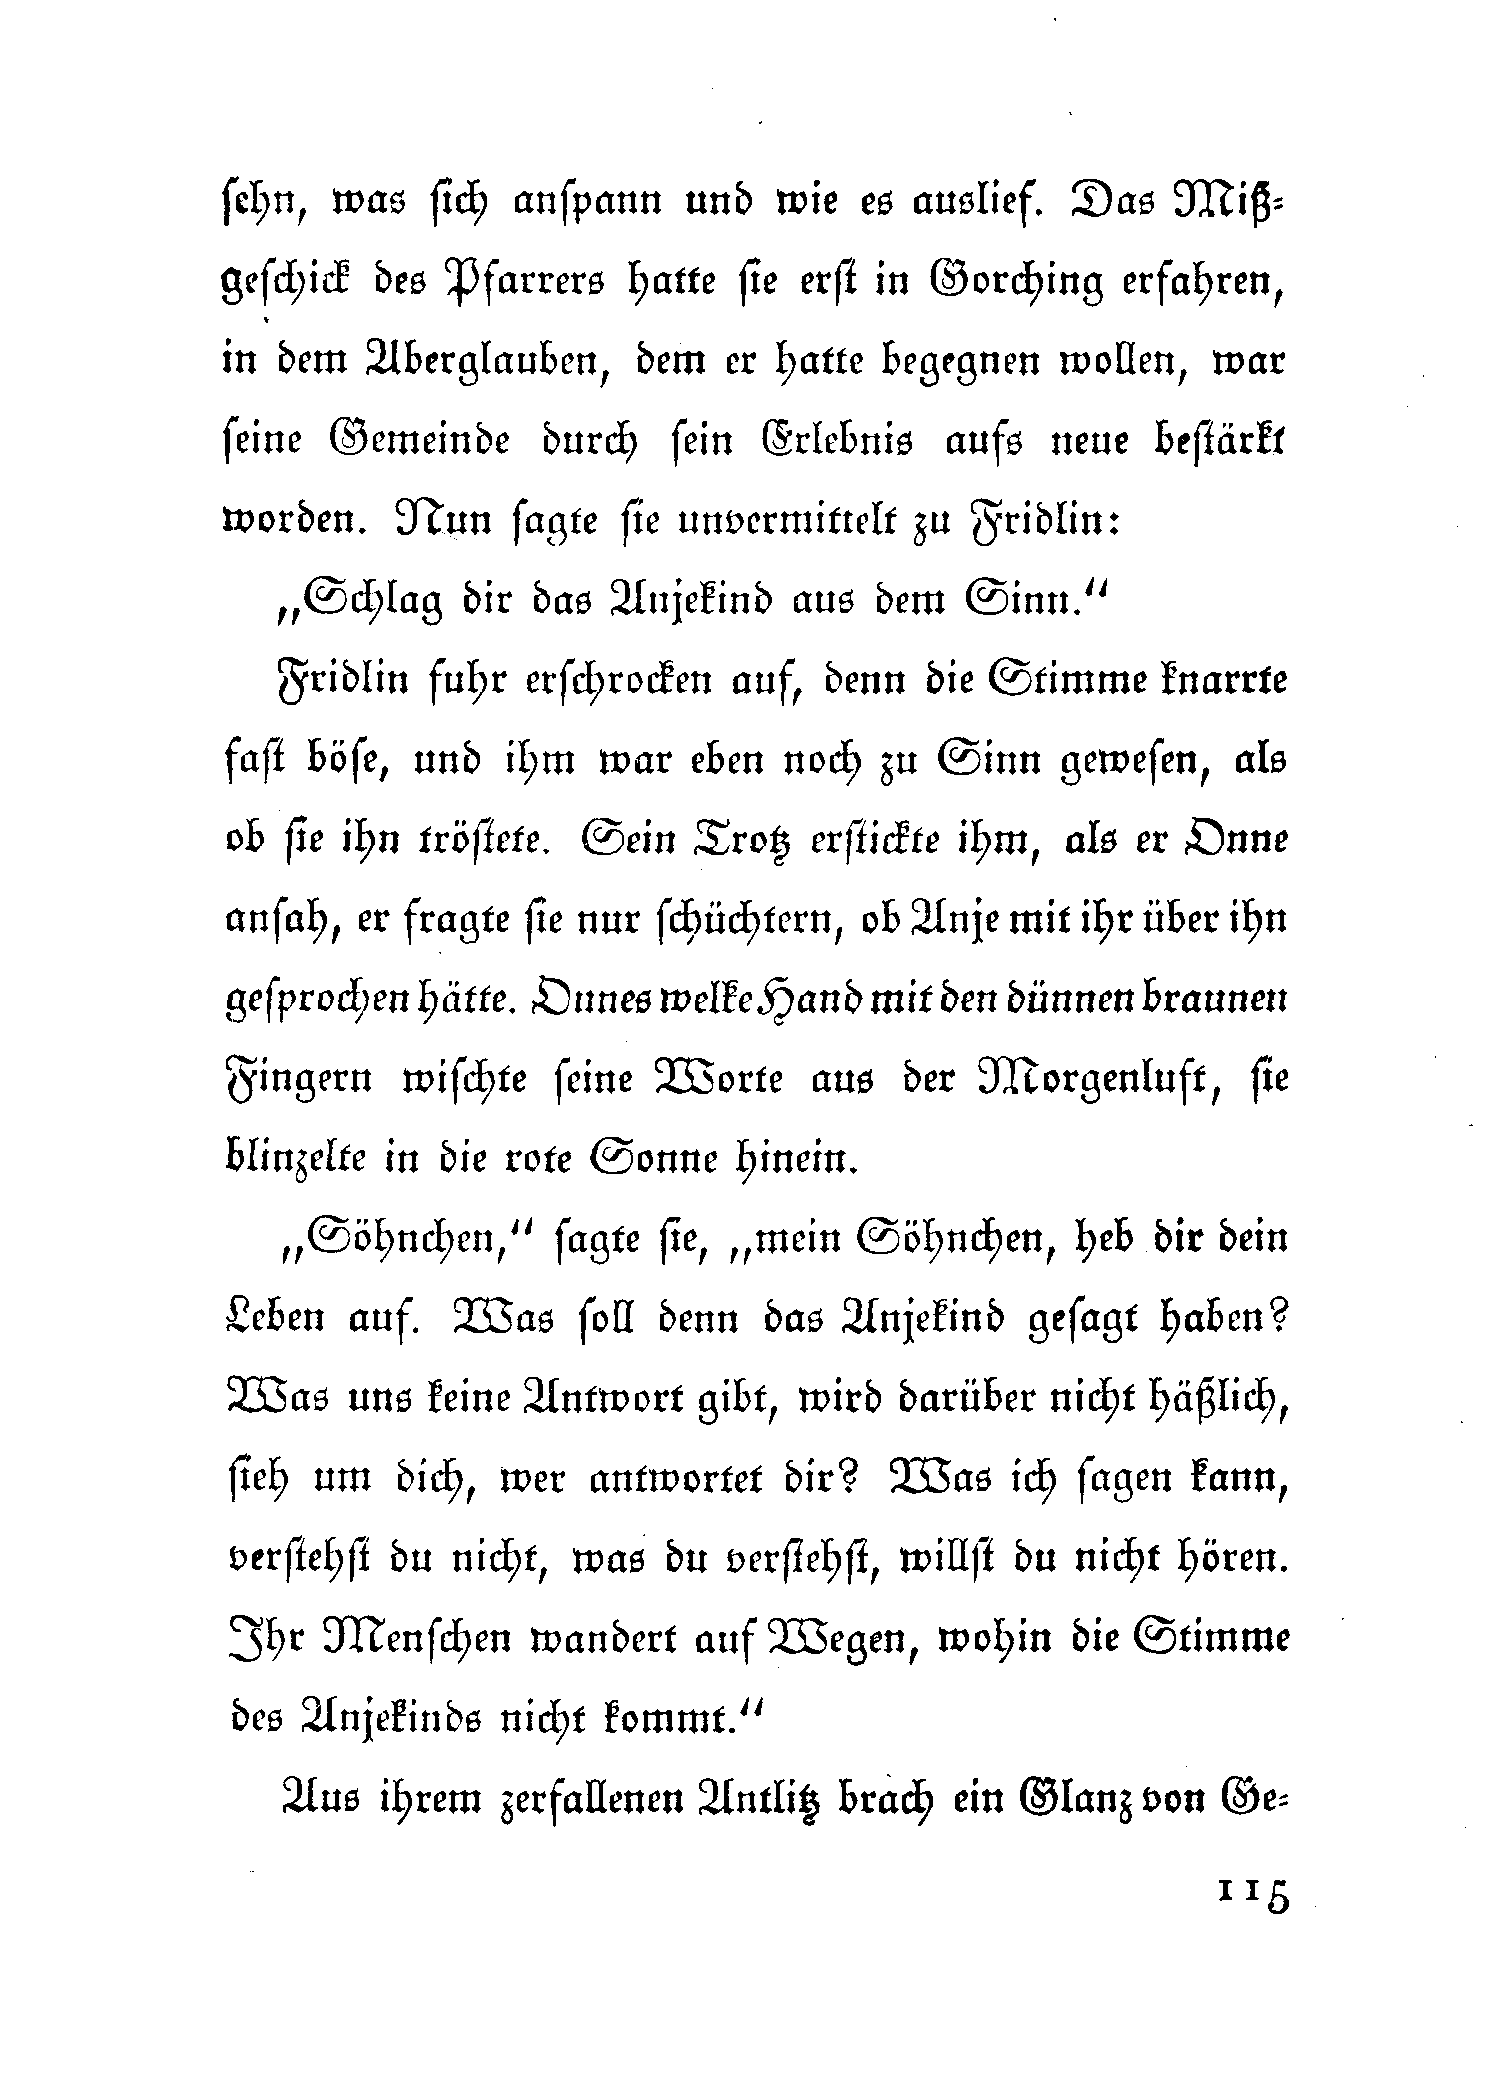 sehn, was sich anspann und wie es auslief. Das Miß-
geschick des Pfarrers hatte sie erst in Gorching erfahren,
in dem Aberglauben, dem er hatte begegnen wollen, war
seine Gemeinde durch sein Erlebnis aufs neue bestärkt
worden. Nun sagte sie unvermittelt zu Fridlin:
„Schlag dir das Anjekind aus dem Sinn.“
Fridlin fuhr erschrocken auf, denn die Stimme knarrte
fast böse, und ihm war eben noch zu Sinn gewesen, als
ob sie ihn tröstete. Sein Trotz erstickte ihm, als er Onne
ansah, er fragte sie nur schüchtern, ob Anje mit ihr über ihn
gesprochen hätte. Onnes welke Hand mit den dünnen braunen
Fingern wischte seine Worte aus der Morgenluft, sie
blinzelte in die rote Sonne hinein.
„Söhnchen,“ sagte sie, „mein Söhnchen, heb dir dein
Leben auf. Was soll denn das Anjekind gesagt haben?
Was uns keine Antwort gibt, wird darüber nicht häßlich,
sieh um dich, wer antwortet dir? Was ich sagen kann,
verstehst du nicht, was du verstehst, willst du nicht hören.
Ihr Menschen wandert auf Wegen, wohin die Stimme
des Anjekinds nicht kommt.“
Aus ihrem zerfallenen Antlitz brach ein Glanz von Ge-
115